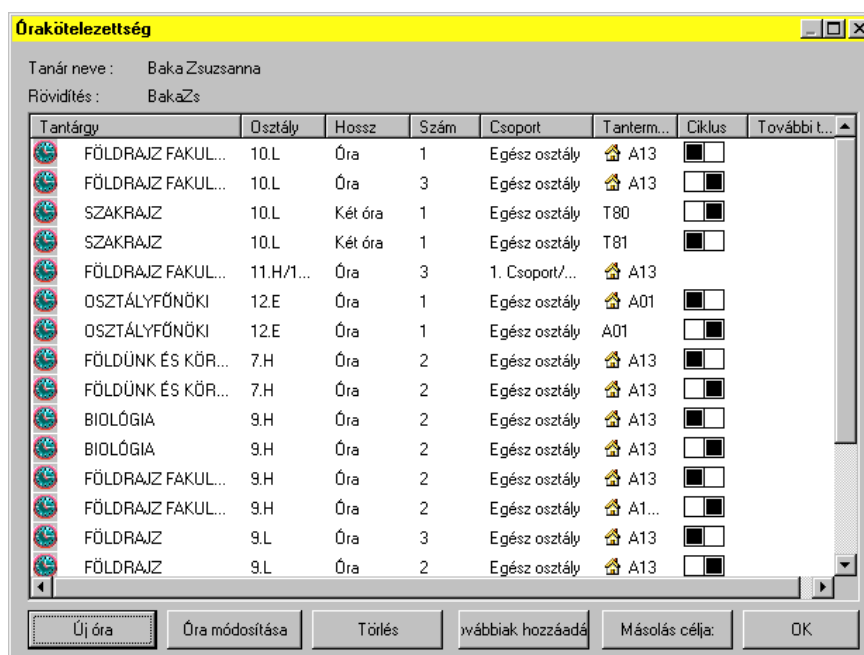 Órakötelezettség
Tanár neve : Baka Zsuzsanna
Rövidítés : BakaZs
Tantárgy Osztály Hossz Szám Csoport Tanterm... Ciklus További t...
FÖLDRAJZ FAKUL... 10.L Óra 1 Egész osztály A13
FÖLDRAJZ FAKUL... 10.L Óra 3 Egész osztály A13
SZAKRAJZ 10.L Két óra 1 Egész osztály T80
SZAKRAJZ 10.L Két óra 1 Egész osztály T81
FÖLDRAJZ FAKUL... 11.H/1... Óra 3 1. Csoport/... A13
OSZTÁLYFŐNÖKI 12.E Óra 1 Egész osztály A01
OSZTÁLYFŐNÖKI 12.E Óra 1 Egész osztály A01
FÖLDÜNK ÉS KÖR... 7.H Óra 2 Egész osztály A13
FÖLDÜNK ÉS KÖR... 7.H Óra 2 Egész osztály A13
BIOLÓGIA 9.H Óra 2 Egész osztály A13
BIOLÓGIA 9.H Óra 2 Egész osztály A13
FÖLDRAJZ FAKUL... 9.H Óra 2 Egész osztály A13
FÖLDRAJZ FAKUL... 9.H Óra 2 Egész osztály A1...
FÖLDRAJZ 9.L Óra 3 Egész osztály A13
FÖLDRAJZ 9.L Óra 2 Egész osztály A13
Új óra Óra módosítása Törlés ovábbiak hozzáadá Másolás célja: OK